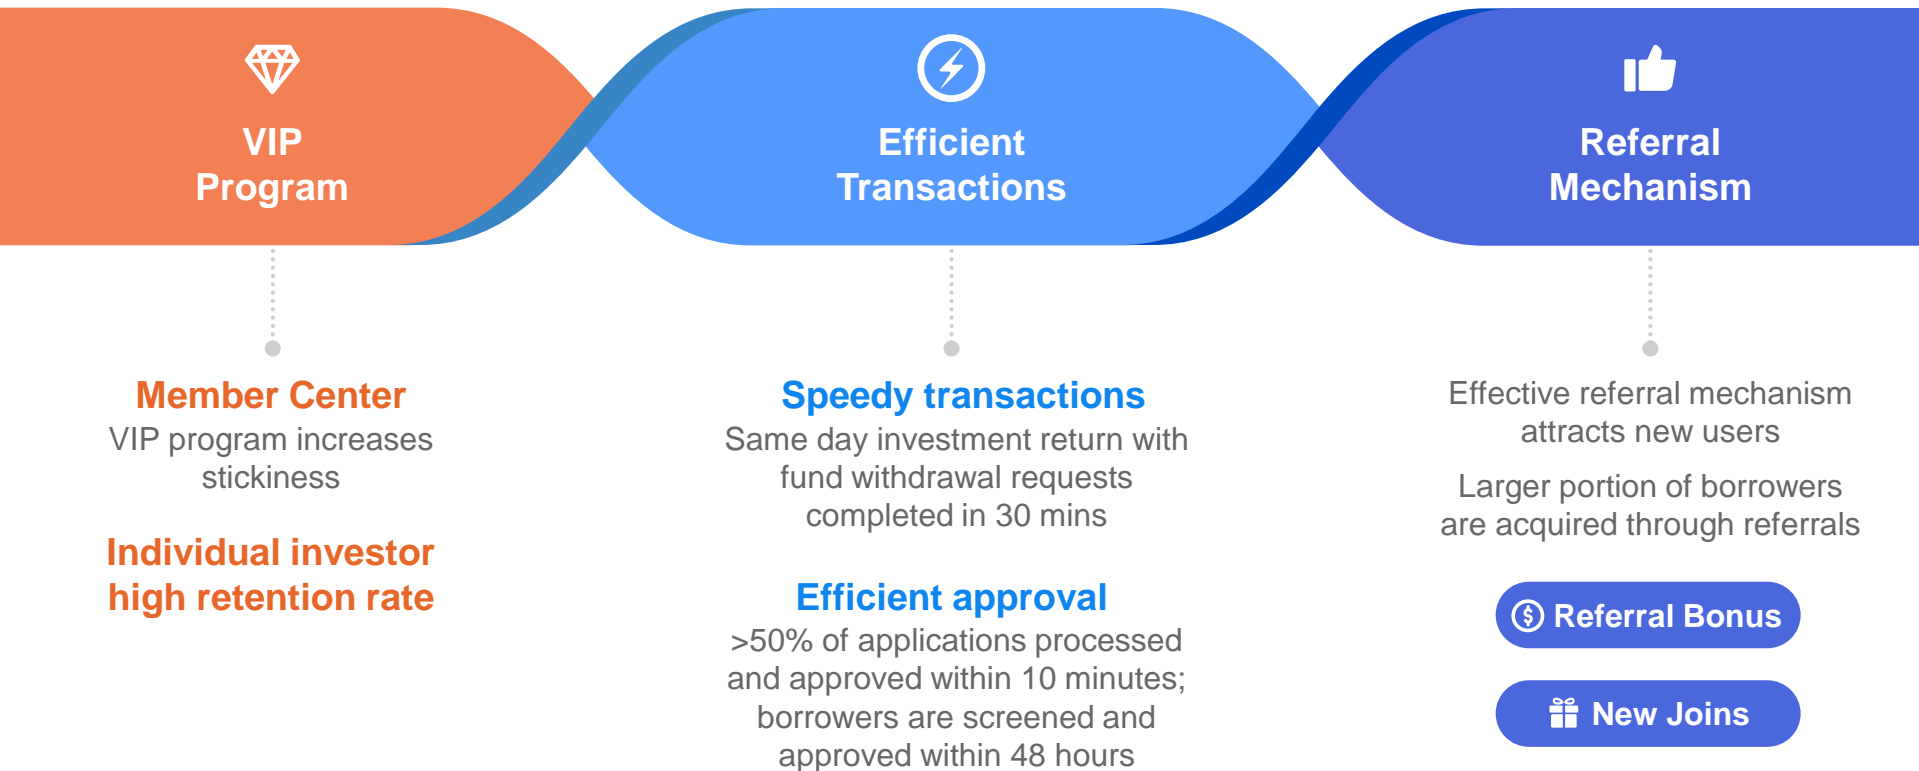 VIP
Program
Efficient
Transactions
Referral
Mechanism
Member Center
VIP program increases
stickiness
Individual investor
high retention rate
Speedy transactions
Same day investment return with
fund withdrawal requests
completed in 30 mins
Efficient approval
>50% of applications processed
and approved within 10 minutes;
borrowers are screened and
approved within 48 hours
Effective referral mechanism
attracts new users
Larger portion of borrowers
are acquired through referrals
Referral Bonus
New Joins